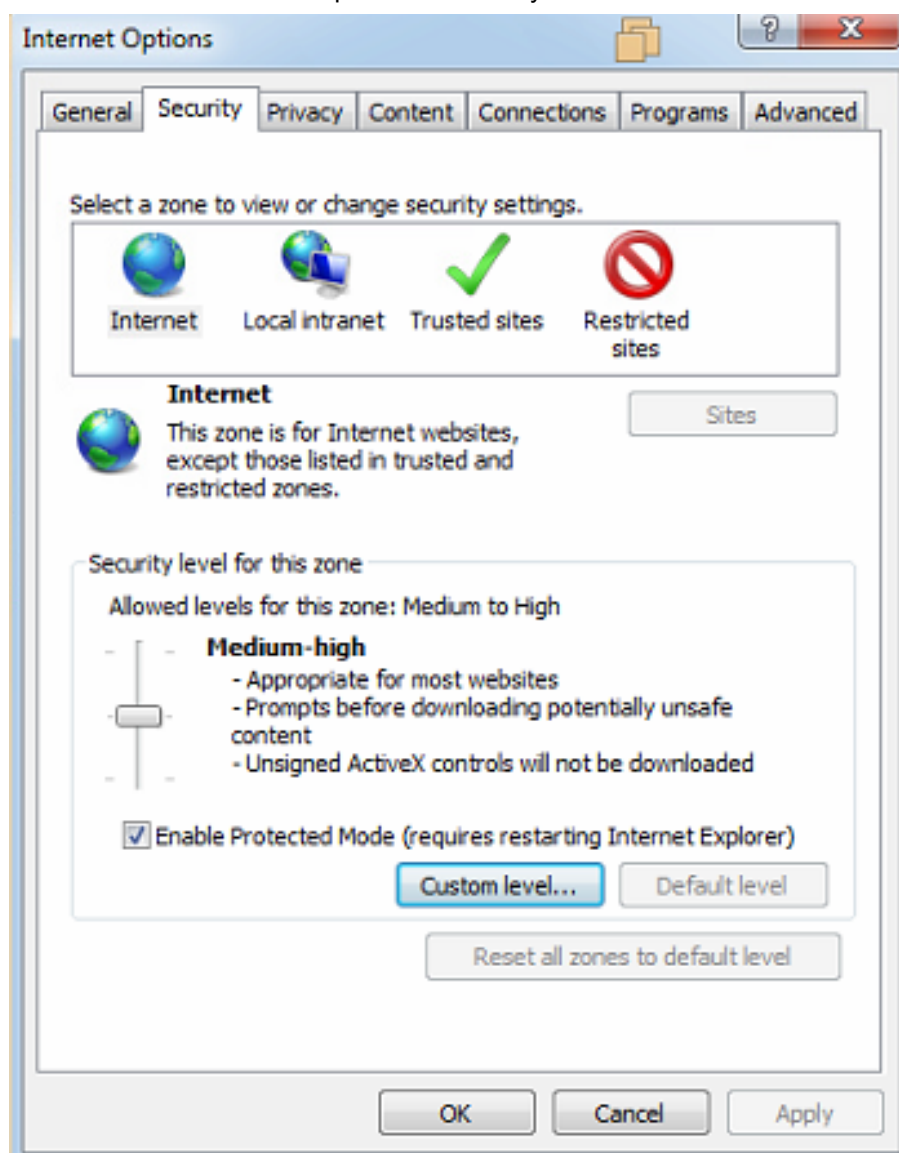 Internet Options
General Security Privacy Content Connections Programs Advanced
Select a zone to view or change security settings.
Internet Local intranet Trusted sites Restricted
sites
Internet
Sites
This zone is for Internet websites,
except those listed in trusted and
restricted zones.
Security level for this zone
Allowed levels for this zone: Medium to High
Medium-high
- Appropriate for most websites
- Prompts before downloading potentially unsafe
content
- Unsigned ActiveX controls will not be downloaded
Enable Protected Mode (requires restarting Internet Explorer)
Custom level... Default level
Reset all zones to default level
OK Cancel Apply